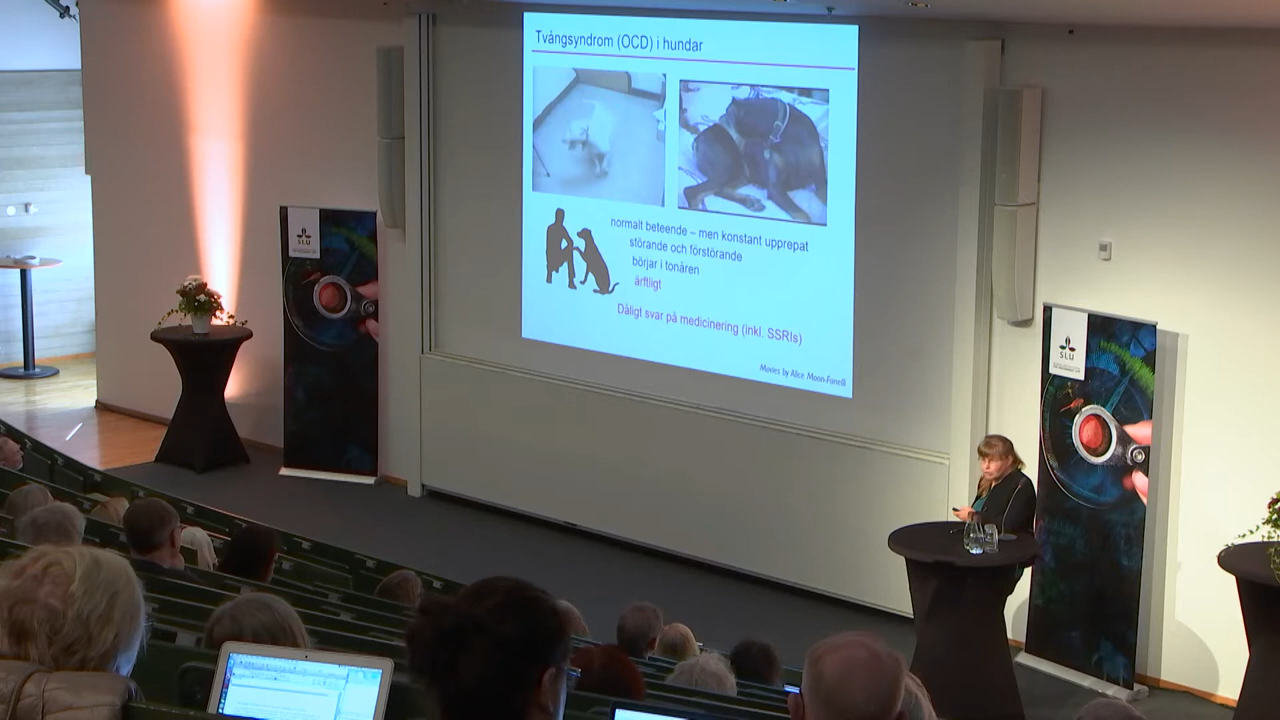 Tvångsyndrom (OCD) i hundar
normalt beteende – men konstant upprepat
störande och förstörande
börjar i tonåren
ärftligt
Dåligt svar på medicinering (inkl. SSRIs)
Movies by Alice Moon-Fanelli
SLU
SLU